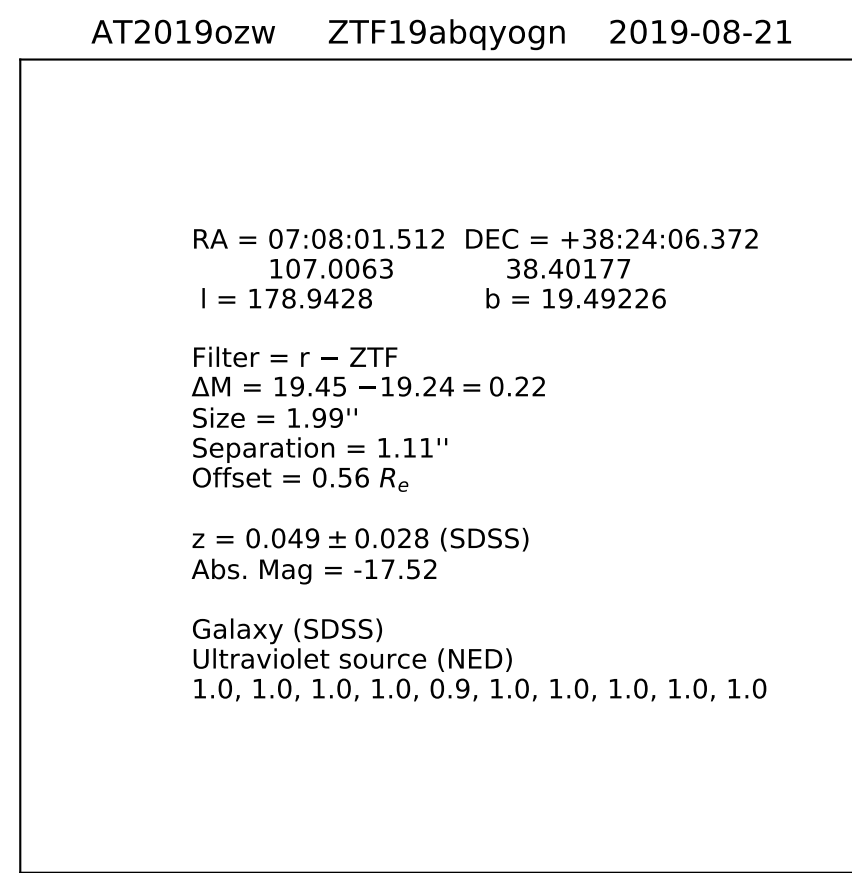 AT2019ozw ZTF19abqyogn 2019-08-21
RA = 07:08:01.512 DEC = +38:24:06.372
107.0063 38.40177
l = 178.9428 b = 19.49226
Filter = r − ZTF
ΔM = 19.45 −19.24 = 0.22
Size = 1.99''
Separation = 1.11''
Offset = 0.56 Re
z = 0.049 ± 0.028 (SDSS)
Abs. Mag = -17.52
Galaxy (SDSS)
Ultraviolet source (NED)
1.0, 1.0, 1.0, 1.0, 0.9, 1.0, 1.0, 1.0, 1.0, 1.0